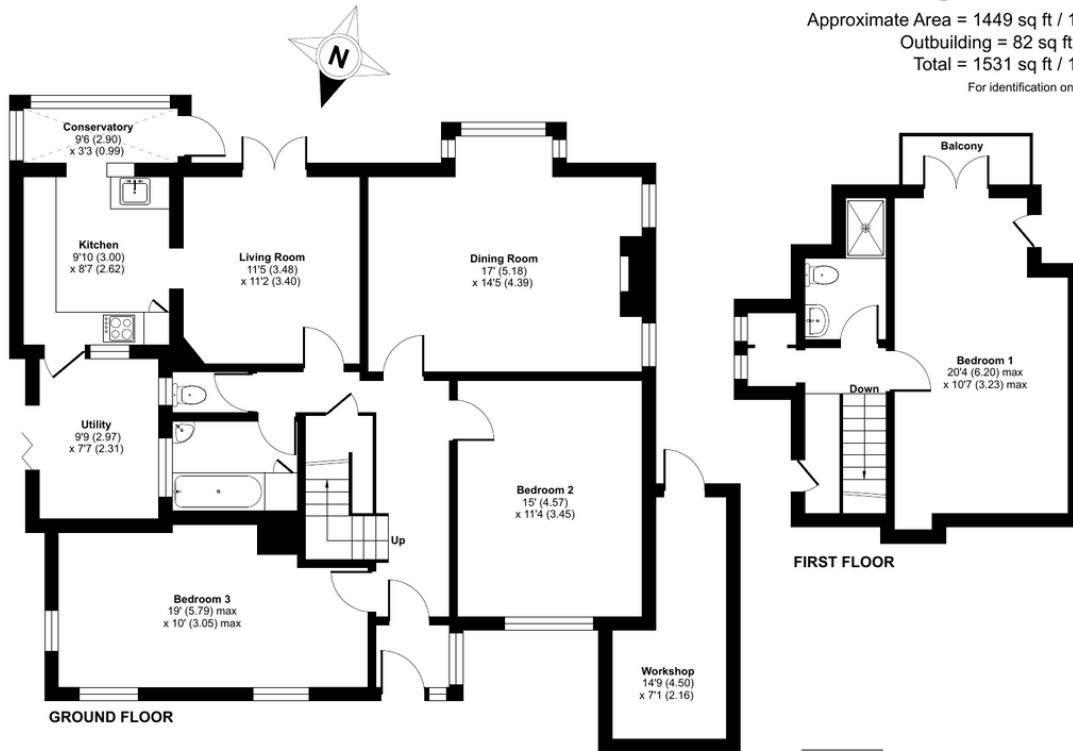 Approximate Area = 1449 sq ft / 1
Outbuilding = 82 sq ft
Total = 1531 sq ft / 1
For identification on
N
Conservatory
9'6 (2.90)
x 3'3 (0.99)
Kitchen
9'10 (3.00)
x 8'7 (2.62)
Living Room
11'5 (3.48)
x 11'2 (3.40)
Dining Room
17' (5.18)
x 14'5 (4.39)
Utility
9'9 (2.97)
x 7'7 (2.31)
Up
Bedroom 2
15' (4.57)
x 11'4 (3.45)
Bedroom 3
19' (5.79) max
x 10' (3.05) max
Workshop
14'9 (4.50)
x 7'1 (2.16)
GROUND FLOOR
Balcony
Bedroom 1
20'4 (6.20) max
x 10'7 (3.23) max
Down
FIRST FLOOR